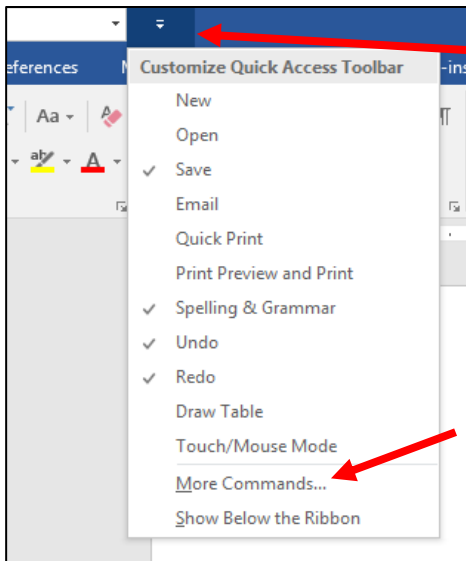 eferences
Customize Quick Access Toolbar
-ins
Aa
New
Open
Save
Email
Quick Print
Print Preview and Print
Spelling & Grammar
Undo
Redo
Draw Table
Touch/Mouse Mode
More Commands...
Show Below the Ribbon